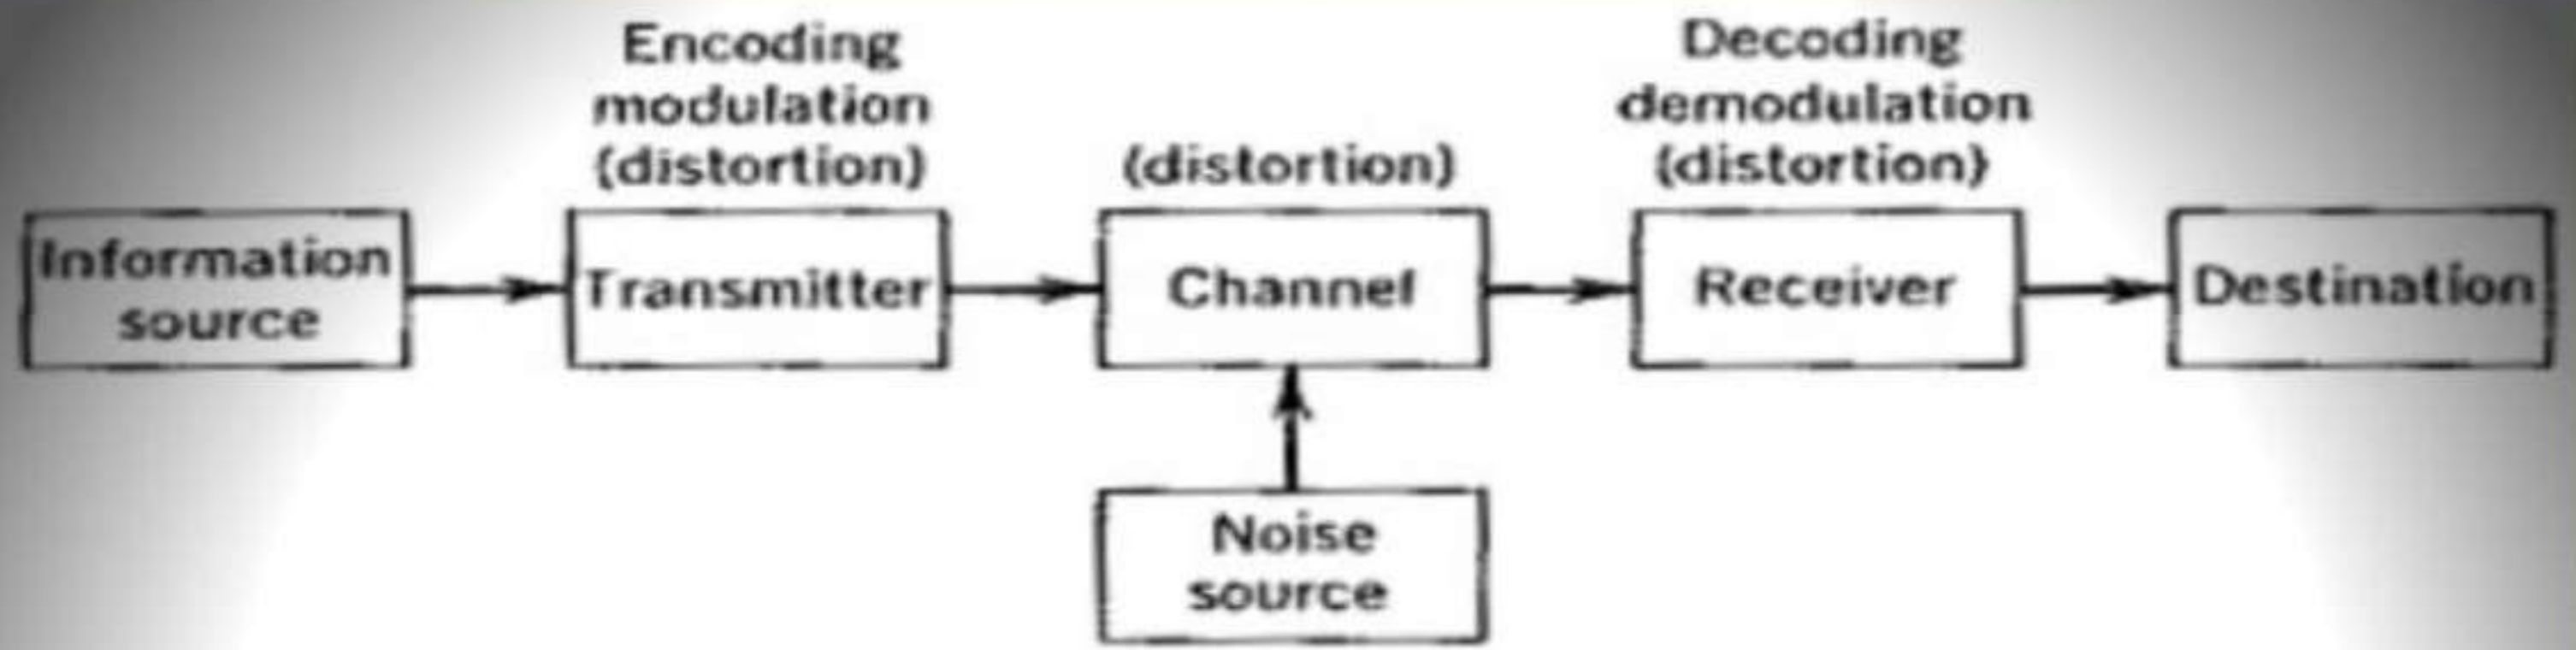 Encoding
modulation
(distortion)
(distortion)
Decoding
demodulation
(distortion)
Information
source
Transmitter
Channel
Receiver
Destination
Noise
source